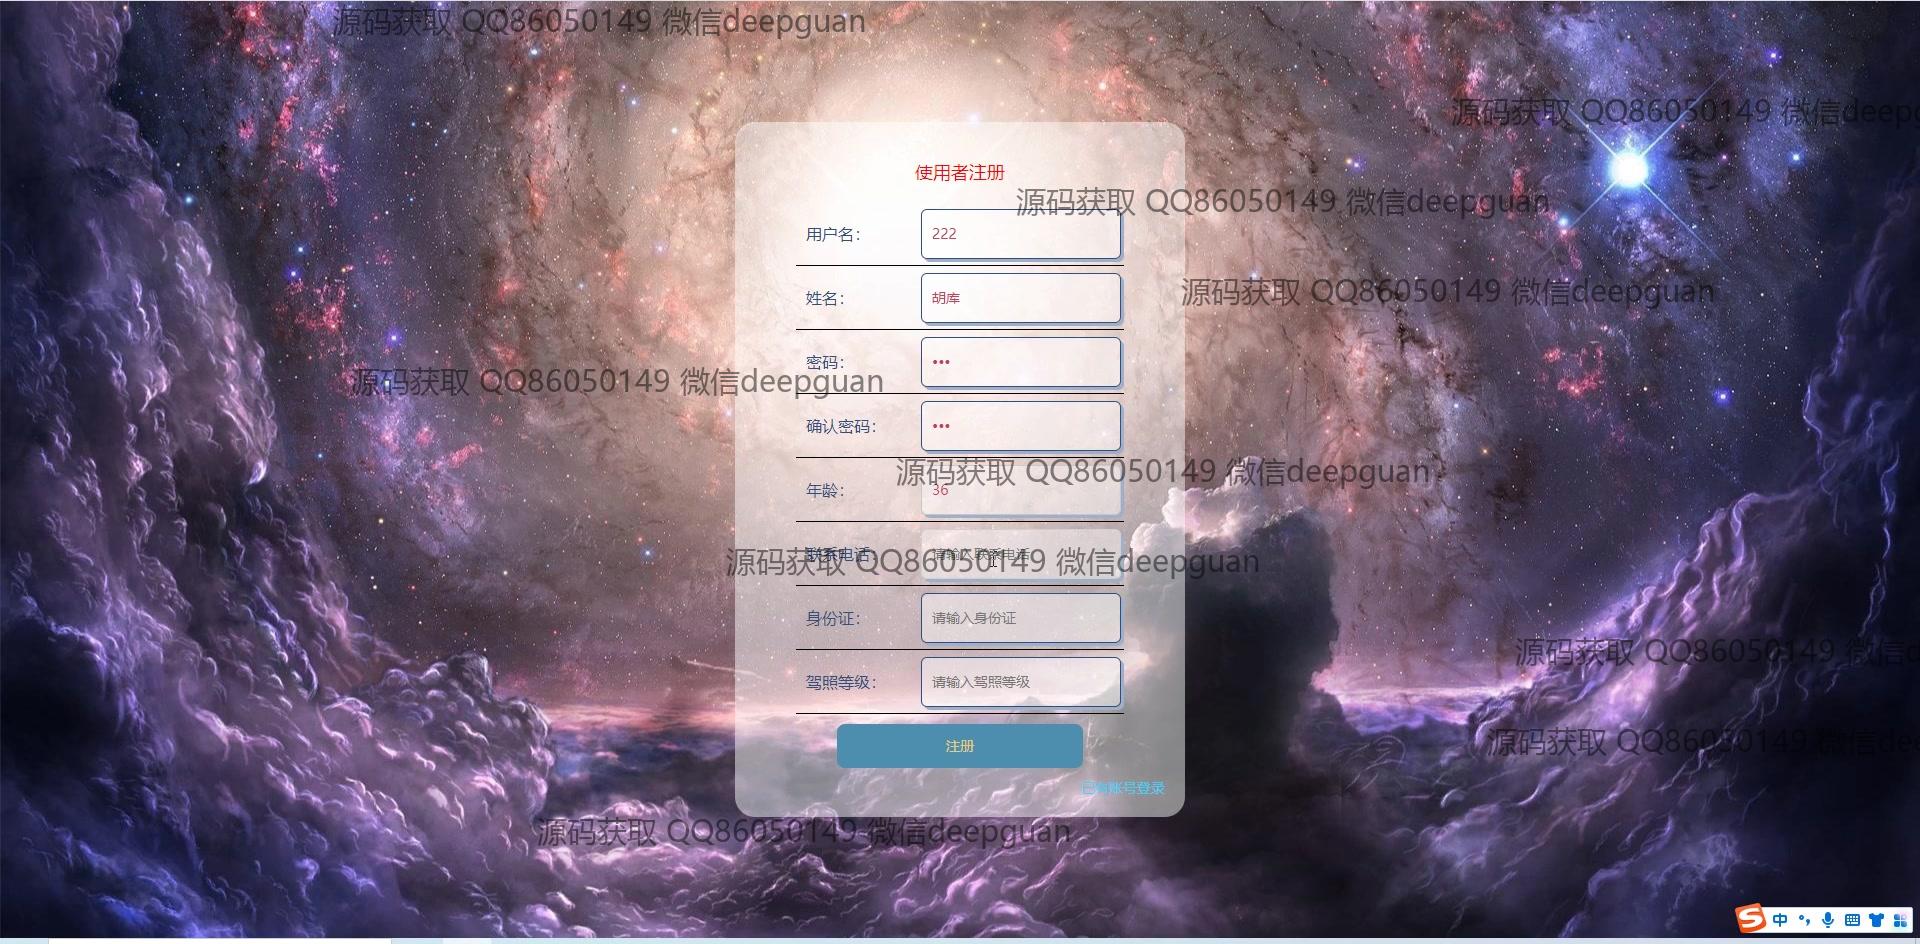 源码获取 QQ86050149 微信deepguan
源码获取 QQ86050149 微信deep
使用者注册
源码获取 QQ86050149 微信deepguan
用户名：
222
源码获取 QQ86050149 微信deepguan
姓名：
胡库
密码：
•••
源码获取 QQ86050149 微信deepguan
确认密码：
•••
源码获取 QQ86050149 微信deepguan
年龄：
36
联系电话：
请输入联系电话
源码获取 QQ86050149 微信deepguan
身份证：
请输入身份证
源码获取 QQ86050149 微信d
驾照等级：
请输入驾照等级
源码获取 QQ86050149 微信dee
注册
已有账号登录
源码获取 QQ86050149 微信deepguan
S 中